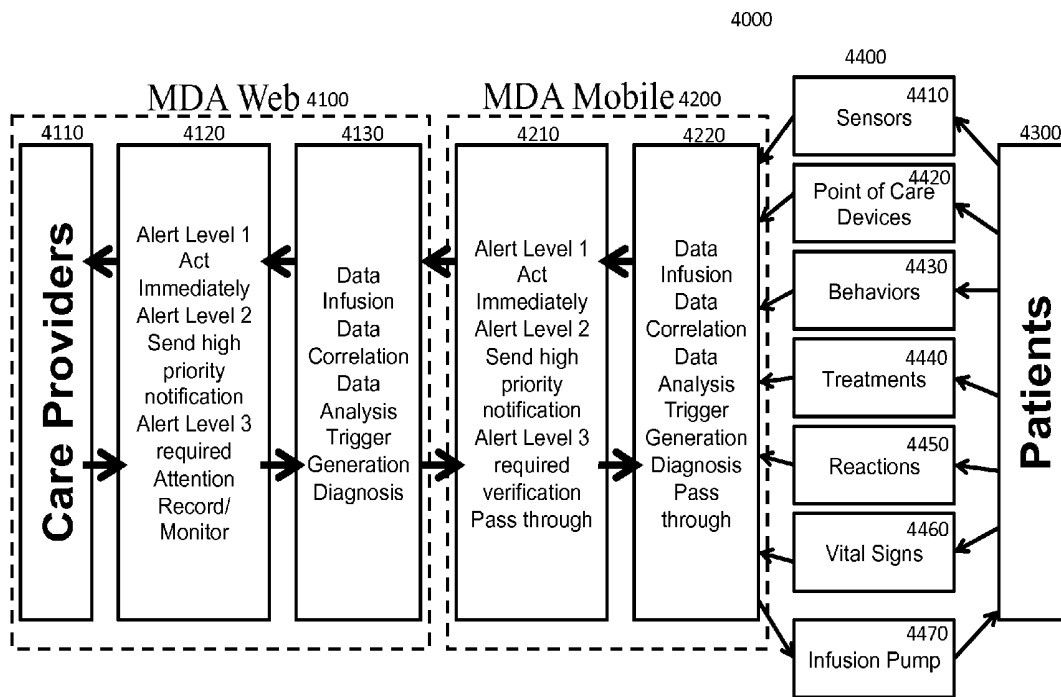 4000
4400
MDA Web 4100
MDA Mobile 4200
4110
Care Providers
4120
Alert Level 1
Act
Immediately
Alert Level 2
Send high
priority
notification
Alert Level 3
required
Attention
Record/
Monitor
4130
Data
Infusion
Data
Correlation
Data
Analysis
Trigger
Generation
Diagnosis
4210
Alert Level 1
Act
Immediately
Alert Level 2
Send high
priority
notification
Alert Level 3
required
verification
Pass through
4220
Data
Infusion
Data
Correlation
Data
Analysis
Trigger
Generation
Diagnosis
Pass
through
4410
Sensors
4420
Point of Care
Devices
4430
Behaviors
4440
Treatments
4450
Reactions
4460
Vital Signs
4470
Infusion Pump
4300
Patients